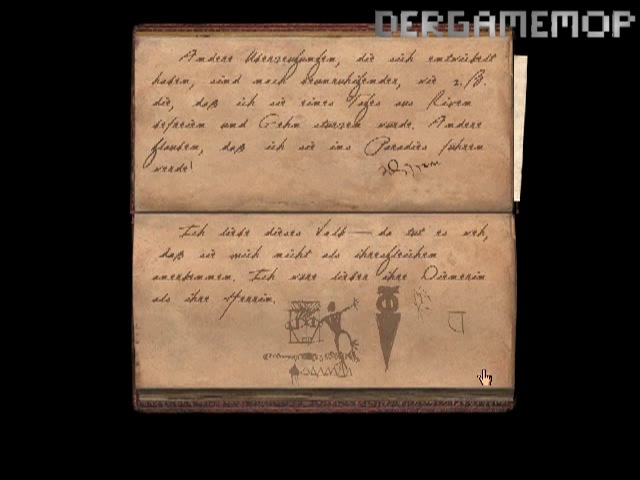 DERGAMEMOP
Andere Überzeugungen, die sich entwickelt
haben, sind noch beunruhigender, wie z.B.
die, daß ich sie eines Tages aus Riven
befreien und Gehn stürzen würde. Andere
glauben, daß ich sie ins Paradies führen
werde!
Ich liebe dieses Volk — da tut es weh,
daß sie mich nicht als ihresgleichen
anerkennen. Ich wäre lieber ihre Dienerin
als ihre Herrin.